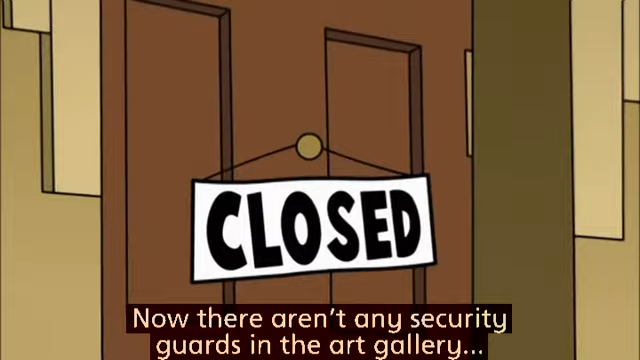 CLOSED
Now there aren't any security
guards in the art gallery...